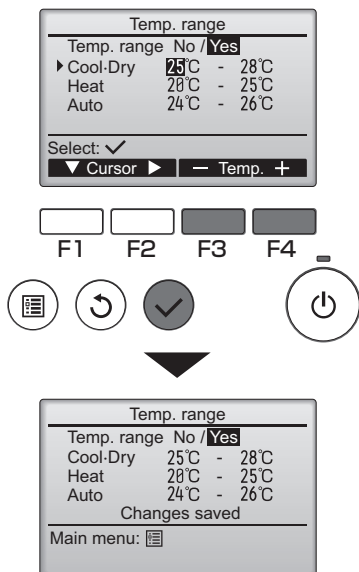 Temp. range
Temp. range No / Yes
Cool·Dry 25°C - 28°C
Heat 20°C - 25°C
Auto 24°C - 26°C
Select: ✓
▼ Cursor ▶ − Temp. +
F1 F2 F3 F4
Temp. range
Temp. range No / Yes
Cool·Dry 25°C - 28°C
Heat 20°C - 25°C
Auto 24°C - 26°C
Changes saved
Main menu: